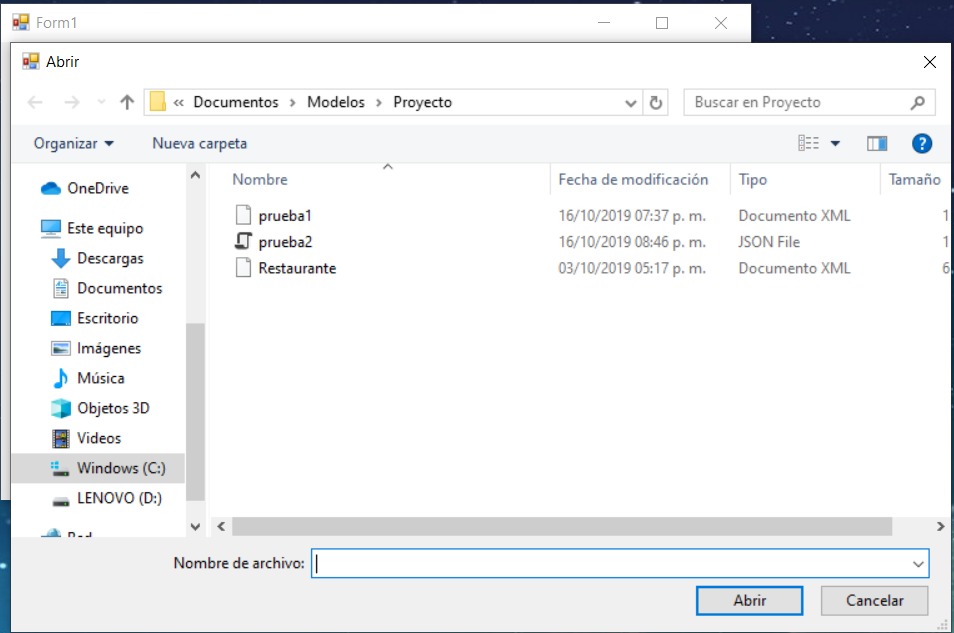 Form1
Abrir
« Documentos > Modelos > Proyecto
Buscar en Proyecto
Organizar
Nueva carpeta
?
OneDrive
Este equipo
Descargas
Documentos
Escritorio
Imágenes
Música
Objetos 3D
Videos
Windows (C:)
LENOVO (D:)
Nombre Fecha de modificación Tipo Tamaño
prueba1 16/10/2019 07:37 p. m. Documento XML 1
prueba2 16/10/2019 08:46 p. m. JSON File 1
Restaurante 03/10/2019 05:17 p. m. Documento XML 6
Nombre de archivo:
Abrir
Cancelar